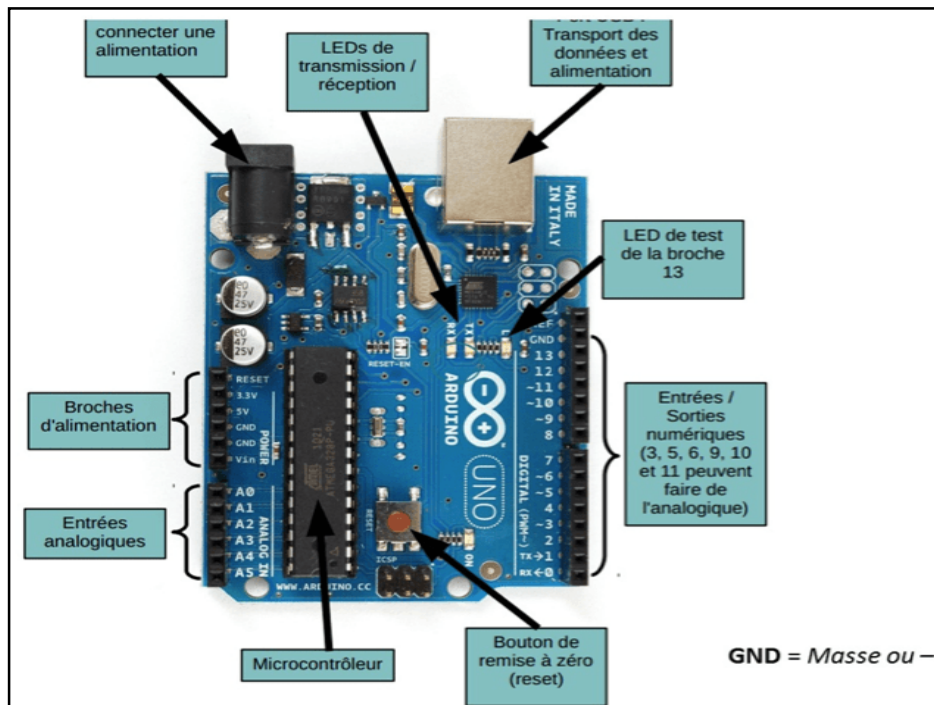 connecter une
alimentation
LEDs de
transmission /
réception
Transport des
données et
alimentation
MADE
IN ITALY
LED de test
de la broche
13
47
25V
47
25V
RESET-EN
RX
TX
L
GND
13
12
~11
~10
~9
8
7
~6
~5
4
~3
2
TX→1
RX←0
DIGITAL (PWM~)
ARDUINO
UNO
Broches
d'alimentation
RESET
3.3V
5V
GND
GND
Vin
POWER
Entrées
analogiques
A0
A1
A2
A3
A4
A5
ANALOG IN
RESET
ICSP
ON
WWW.ARDUINO.CC
Entrées /
Sorties
numériques
(3, 5, 6, 9, 10
et 11 peuvent
faire de
l'analogique)
Microcontrôleur
Bouton de
remise à zéro
(reset)
GND = Masse ou –